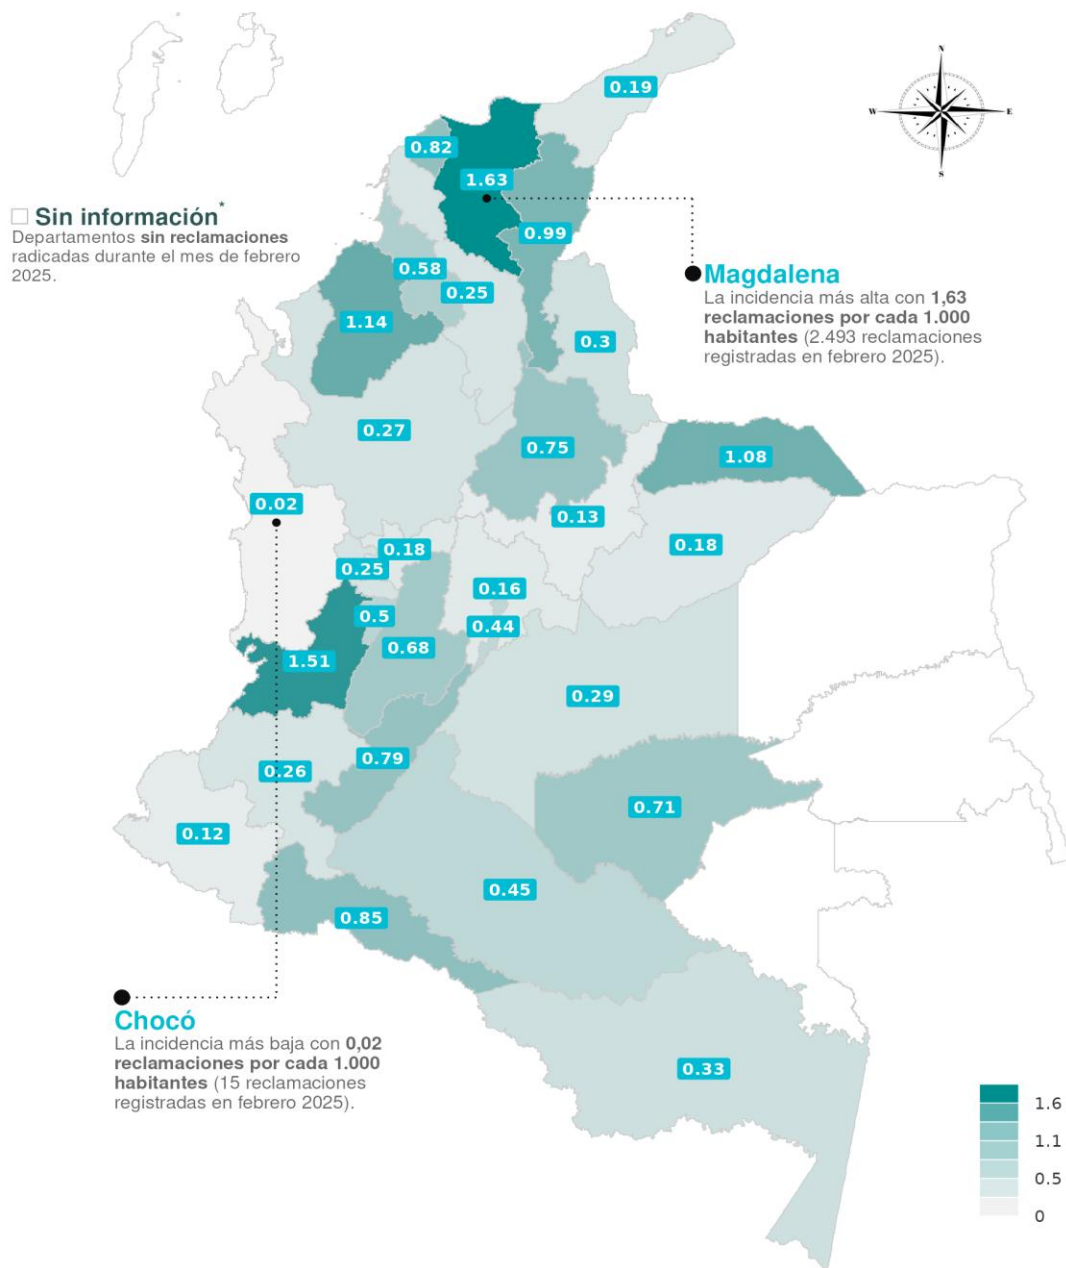 N
W
E
S
0.19
0.82
1.63
Sin información*
Departamentos sin reclamaciones
radicadas durante el mes de febrero
2025.
0.99
0.58
0.25
Magdalena
La incidencia más alta con 1,63
reclamaciones por cada 1.000
habitantes (2.493 reclamaciones
registradas en febrero 2025).
1.14
0.3
0.27
0.75
1.08
0.02
0.13
0.18
0.18
0.25
0.16
0.5
0.44
0.68
1.51
0.29
0.79
0.26
0.71
0.12
0.45
0.85
Chocó
La incidencia más baja con 0,02
reclamaciones por cada 1.000
habitantes (15 reclamaciones
registradas en febrero 2025).
0.33
1.6
1.1
0.5
0